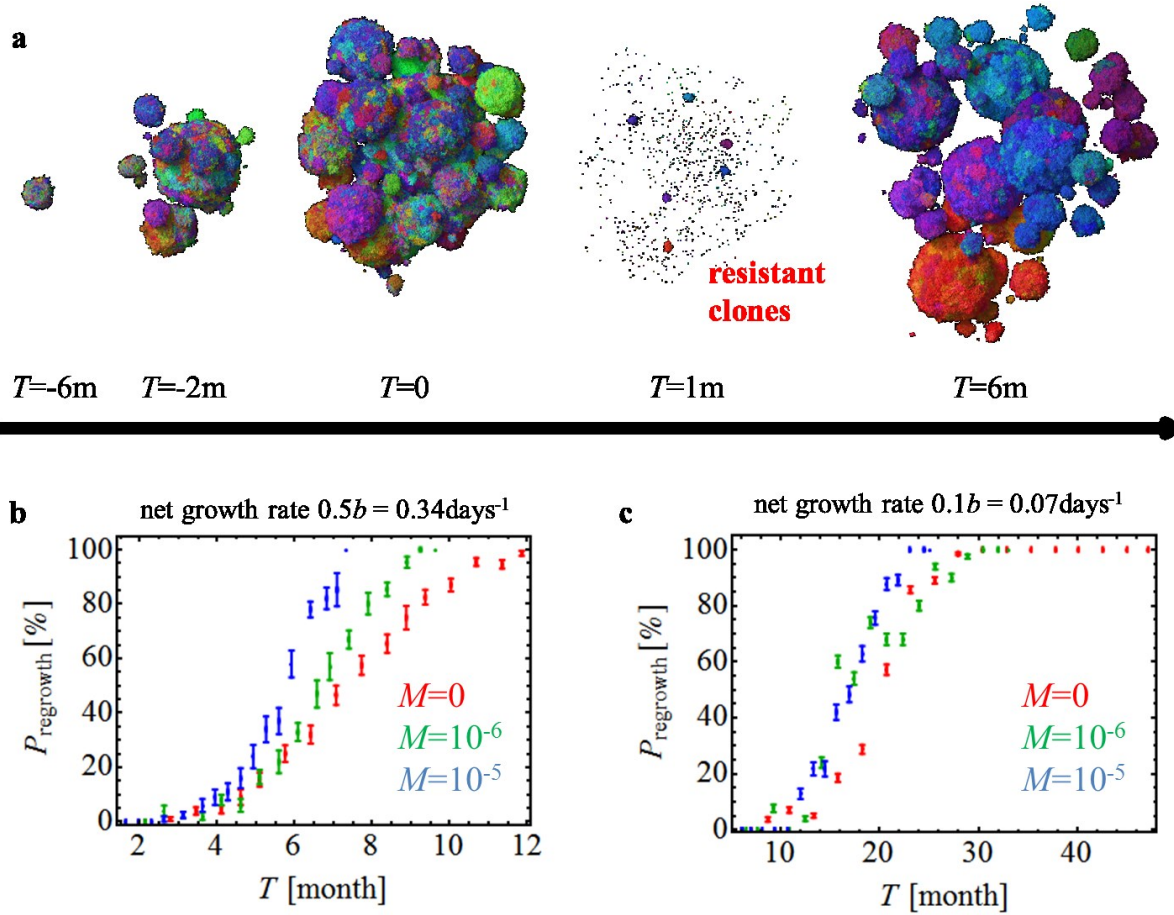 a
resistant
clones
T=-6m T=-2m T=0 T=1m T=6m
b net growth rate 0.5b = 0.34days⁻¹
100
80
60
40
20
0
Pregrowth [%]
M=0
M=10⁻⁶
M=10⁻⁵
2 4 6 8 10 12
T [month]
c net growth rate 0.1b = 0.07days⁻¹
100
80
60
40
20
0
Pregrowth [%]
M=0
M=10⁻⁶
M=10⁻⁵
10 20 30 40
T [month]